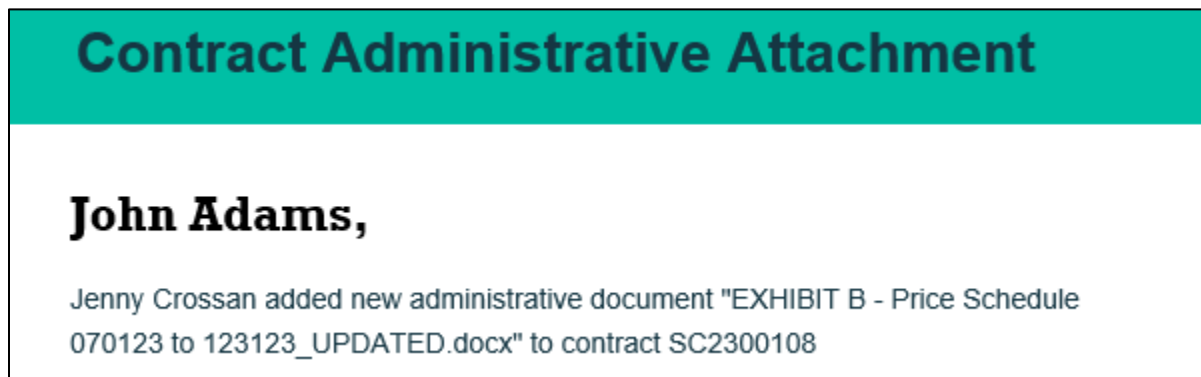 Contract Administrative Attachment
John Adams,
Jenny Crossan added new administrative document "EXHIBIT B - Price Schedule
070123 to 123123_UPDATED.docx" to contract SC2300108